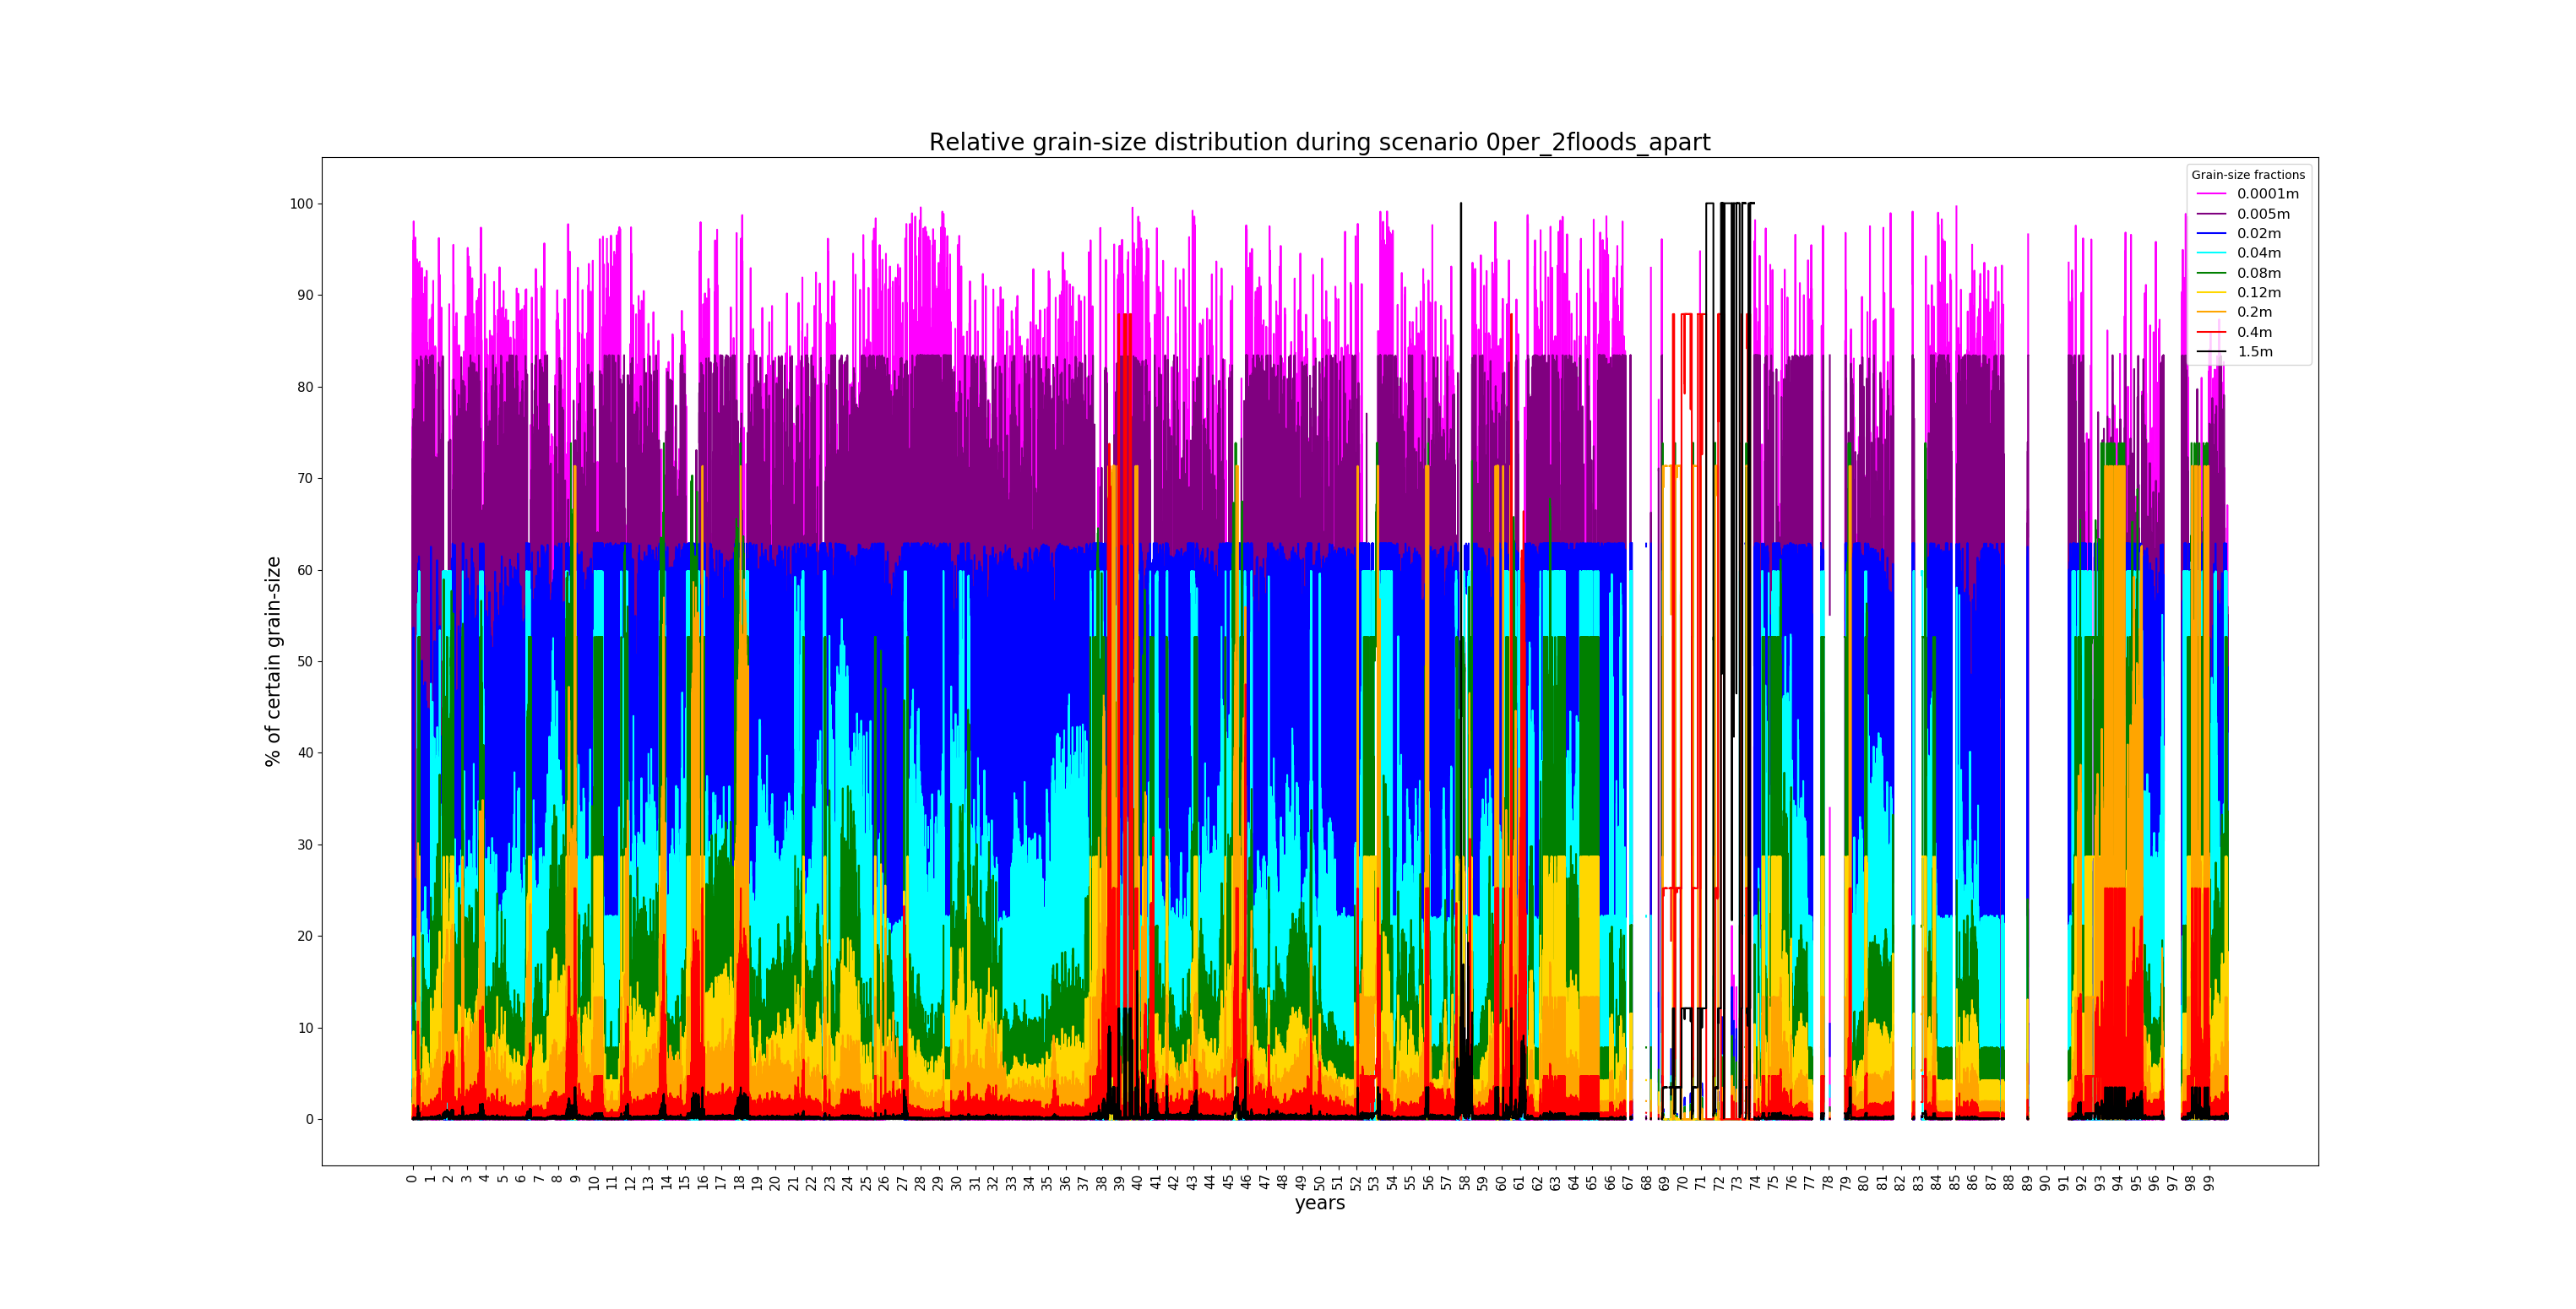 Relative grain-size distribution during scenario 0per_2floods_apart
Grain-size fractions
0.0001m
0.005m
0.02m
0.04m
0.08m
0.12m
0.2m
0.4m
1.5m
% of certain grain-size
100
90
80
70
60
50
40
30
20
10
0
0 1 2 3 4 5 6 7 8 9 10 11 12 13 14 15 16 17 18 19 20 21 22 23 24 25 26 27 28 29 30 31 32 33 34 35 36 37 38 39 40 41 42 43 44 45 46 47 48 49 50 51 52 53 54 55 56 57 58 59 60 61 62 63 64 65 66 67 68 69 70 71 72 73 74 75 76 77 78 79 80 81 82 83 84 85 86 87 88 89 90 91 92 93 94 95 96 97 98 99
years